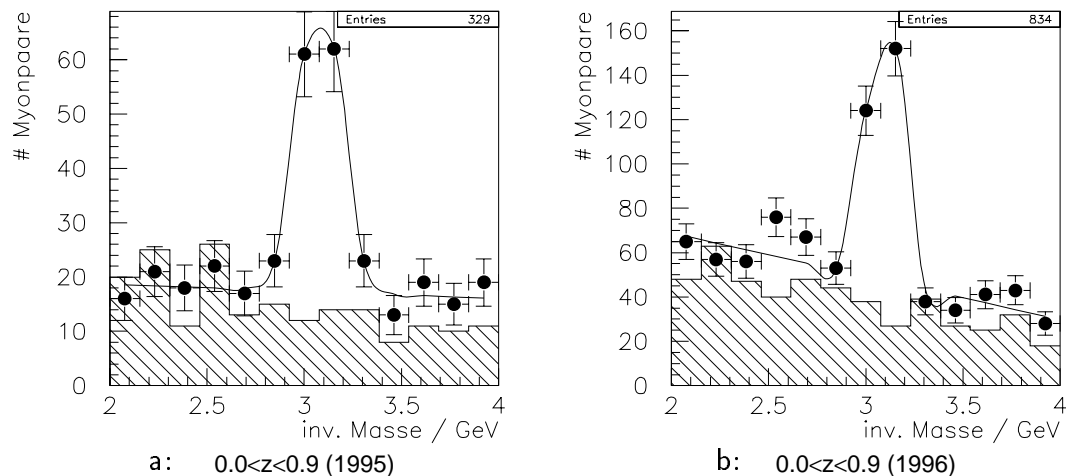 Entries 329
60
50
40
30
20
10
0
# Myonpaare
2 2.5 3 3.5 4
inv. Masse / GeV
a: 0.0<z<0.9 (1995)
Entries 834
160
140
120
100
80
60
40
20
0
# Myonpaare
2 2.5 3 3.5 4
inv. Masse / GeV
b: 0.0<z<0.9 (1996)